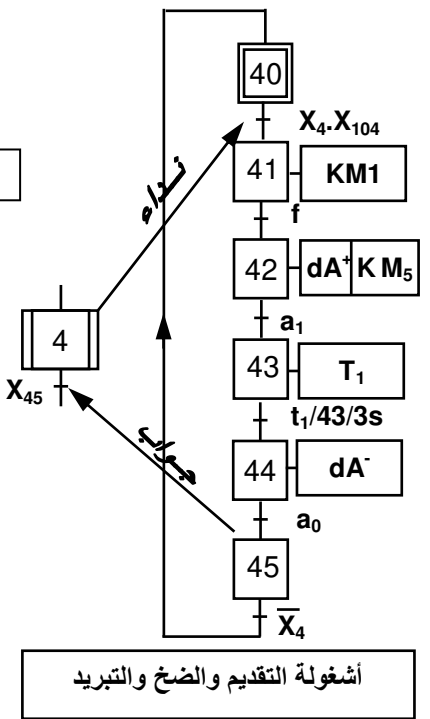 40
X₄.X₁₀₄
41 KM1
نداء
f
42 dA⁺ K M₅
a₁
4
43 T₁
X₄₅
t₁/43/3s
جواب
44 dA⁻
a₀
45
X̅₄
أشغولة التقديم والضخ والتبريد